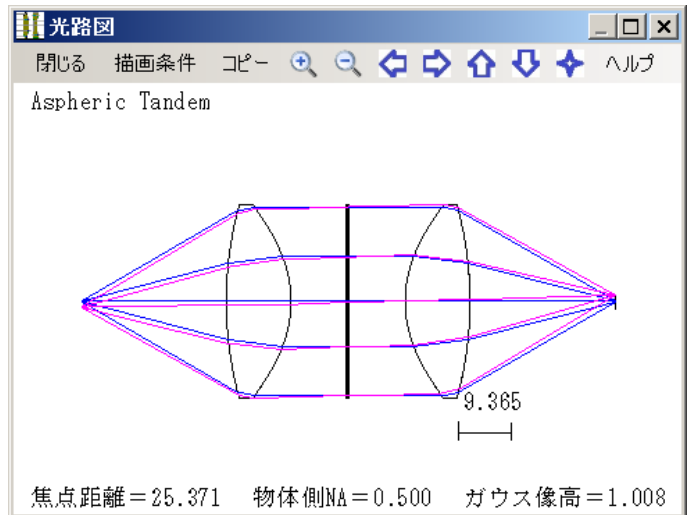 光路図
閉じる 描画条件 コピー ヘルプ
Aspheric Tandem
9.365
焦点距離=25.371 物体側NA=0.500 ガウス像高=1.008